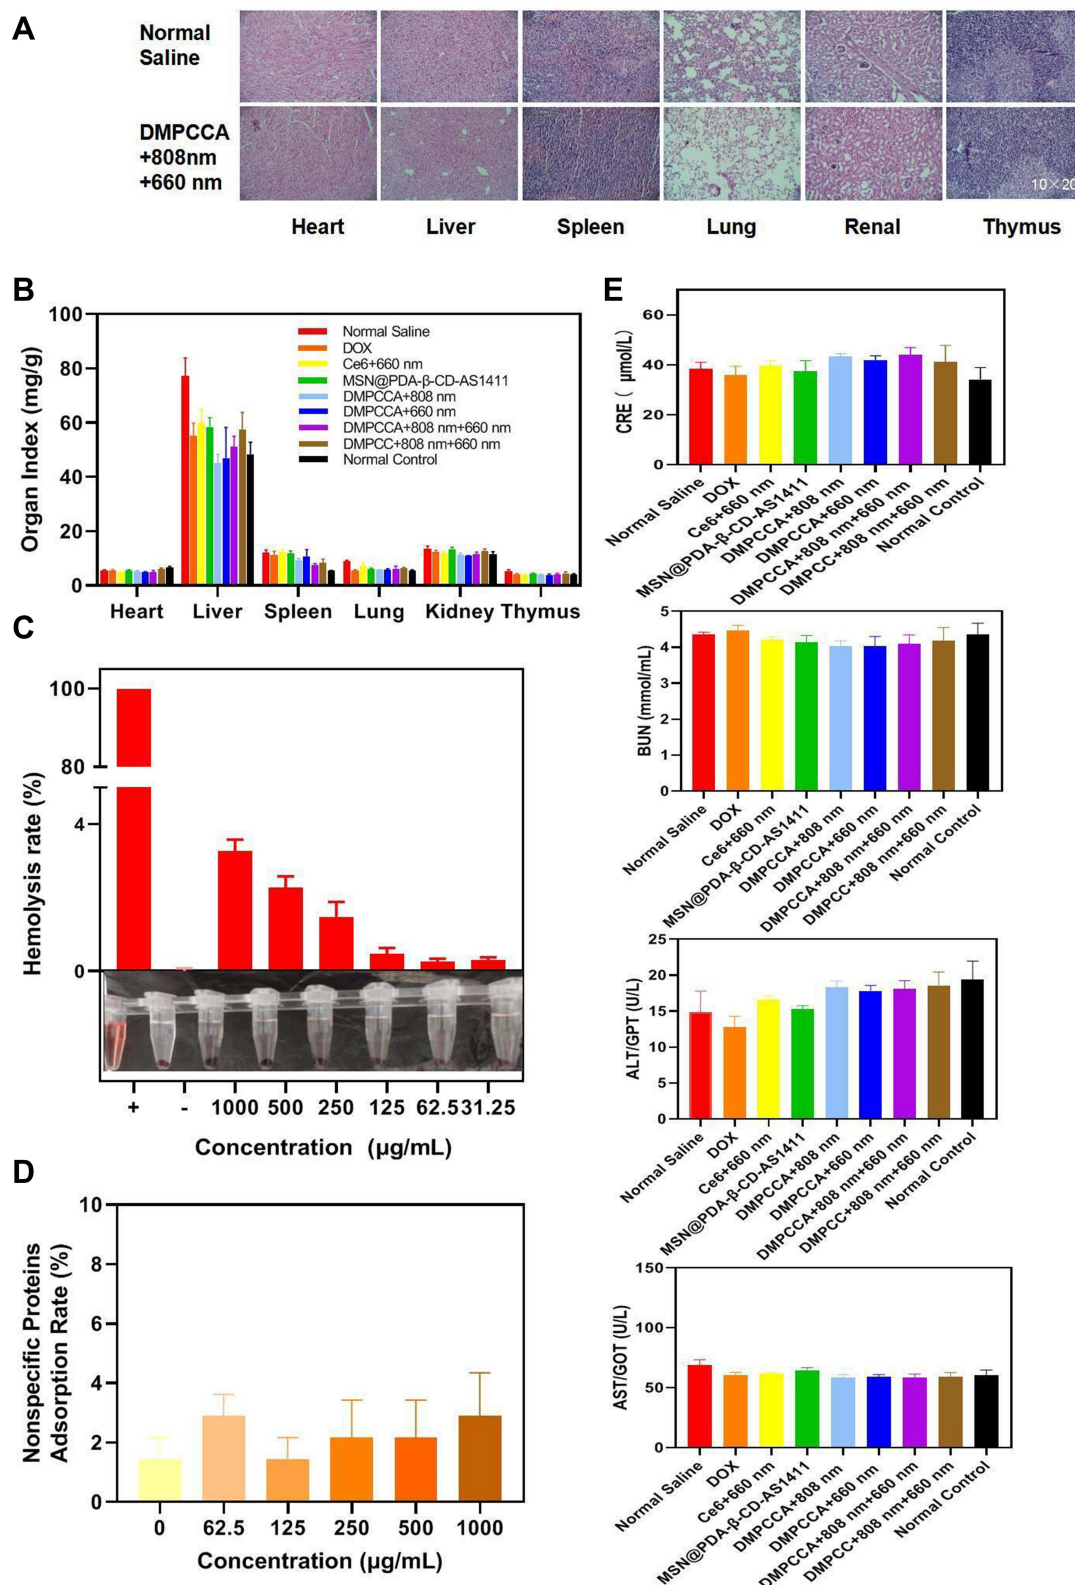 A
Normal
Saline
DMPCCA
+808nm
+660 nm
10×20
Heart
Liver
Spleen
Lung
Renal
Thymus
B
Organ Index (mg/g)
100
80
60
40
20
0
Normal Saline
DOX
Ce6+660 nm
MSN@PDA-β-CD-AS1411
DMPCCA+808 nm
DMPCCA+660 nm
DMPCCA+808 nm+660 nm
DMPCC+808 nm+660 nm
Normal Control
Heart
Liver
Spleen
Lung
Kidney
Thymus
C
Hemolysis rate (%)
100
80
4
0
+
-
1000
500
250
125
62.5
31.25
Concentration (μg/mL)
D
Nonspecific Proteins
Adsorption Rate (%)
10
8
6
4
2
0
0
62.5
125
250
500
1000
Concentration (μg/mL)
E
CRE ( μmol/L)
60
40
20
0
Normal Saline
DOX
Ce6+660 nm
MSN@PDA-β-CD-AS1411
DMPCCA+808 nm
DMPCCA+660 nm
DMPCCA+808 nm+660 nm
DMPCC+808 nm+660 nm
Normal Control
BUN (mmol/mL)
5
4
3
2
1
0
Normal Saline
DOX
Ce6+660 nm
MSN@PDA-β-CD-AS1411
DMPCCA+808 nm
DMPCCA+660 nm
DMPCCA+808 nm+660 nm
DMPCC+808 nm+660 nm
Normal Control
ALT/GPT (U/L)
25
20
15
10
5
0
Normal Saline
DOX
Ce6+660 nm
MSN@PDA-β-CD-AS1411
DMPCCA+808 nm
DMPCCA+660 nm
DMPCCA+808 nm+660 nm
DMPCC+808 nm+660 nm
Normal Control
AST/GOT (U/L)
150
100
50
0
Normal Saline
DOX
Ce6+660 nm
MSN@PDA-β-CD-AS1411
DMPCCA+808 nm
DMPCCA+660 nm
DMPCCA+808 nm+660 nm
DMPCC+808 nm+660 nm
Normal Control